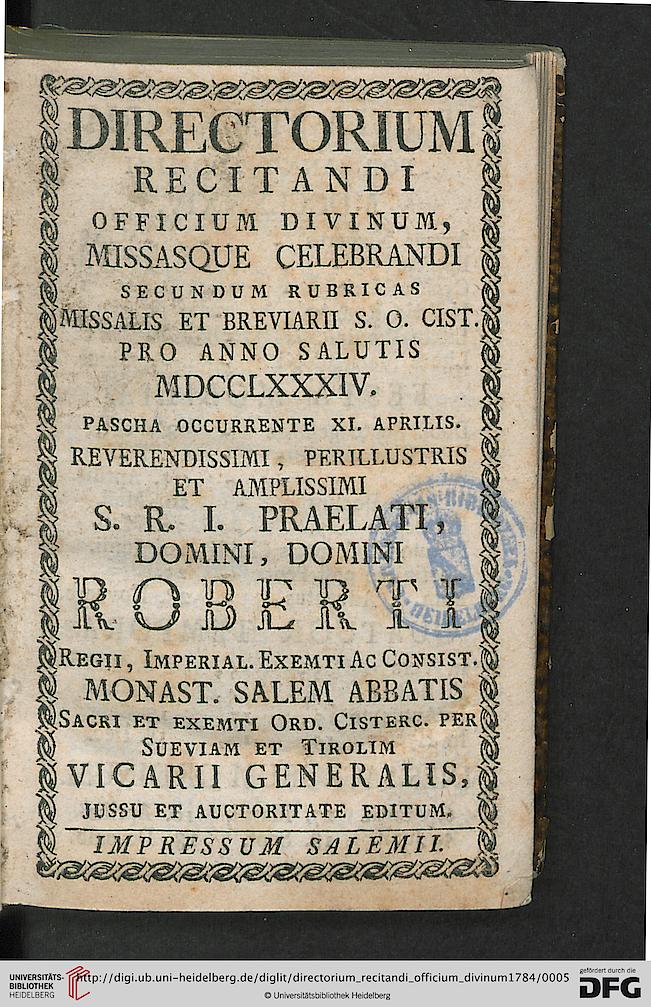 DIRECTORIUM
RECITANDI
OFFICIUM DIVINUM,
MISSASQUE CELEBRANDI
SECUNDUM RUBRICAS
MISSALIS ET BREVIARII S. O. CIST.
PRO ANNO SALUTIS
MDCCLXXXIV.
PASCHA OCCURRENTE XI. APRILIS.
REVERENDISSIMI, PERILLUSTRIS
ET AMPLISSIMI
S. R. I. PRAELATI,
DOMINI, DOMINI
ROBERTI
REGII, IMPERIAL. EXEMTI AC CONSIST.
MONAST. SALEM ABBATIS
SACRI ET EXEMTI ORD. CISTERC. PER
SUEVIAM ET TIROLIM
VICARII GENERALIS,
JUSSU ET AUCTORITATE EDITUM.
IMPRESSUM SALEMII.
UNIVERSITÄTS-
BIBLIOTHEK
HEIDELBERG
http://digi.ub.uni-heidelberg.de/diglit/directorium_recitandi_officium_divinum1784/0005
© Universitätsbibliothek Heidelberg
gefördert durch die
DFG